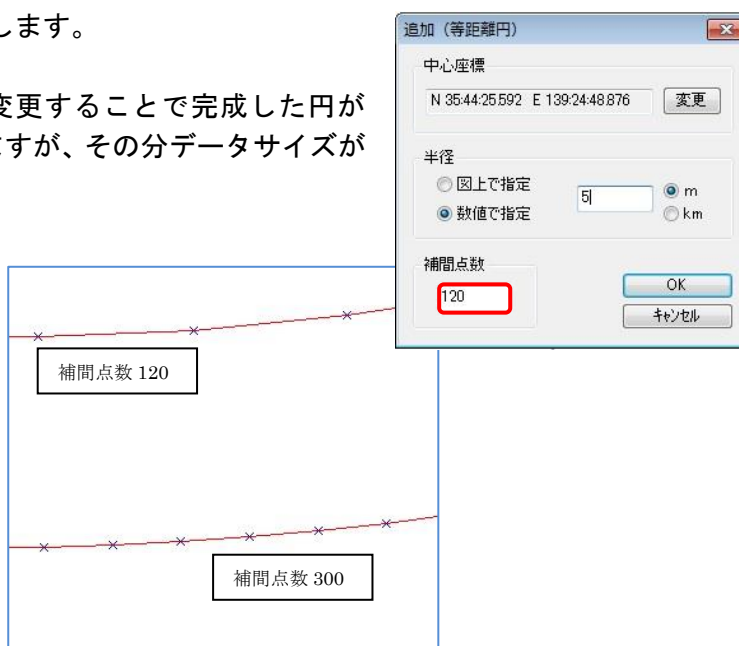 します。
変更することで完成した円が
ますが、その分データサイズが
追加（等距離円）
中心座標
N 35:44:25.592 E 139:24:48.876 変更
半径
図上で指定
数値で指定
5
m
km
補間点数
120
OK
キャンセル
補間点数 120
補間点数 300